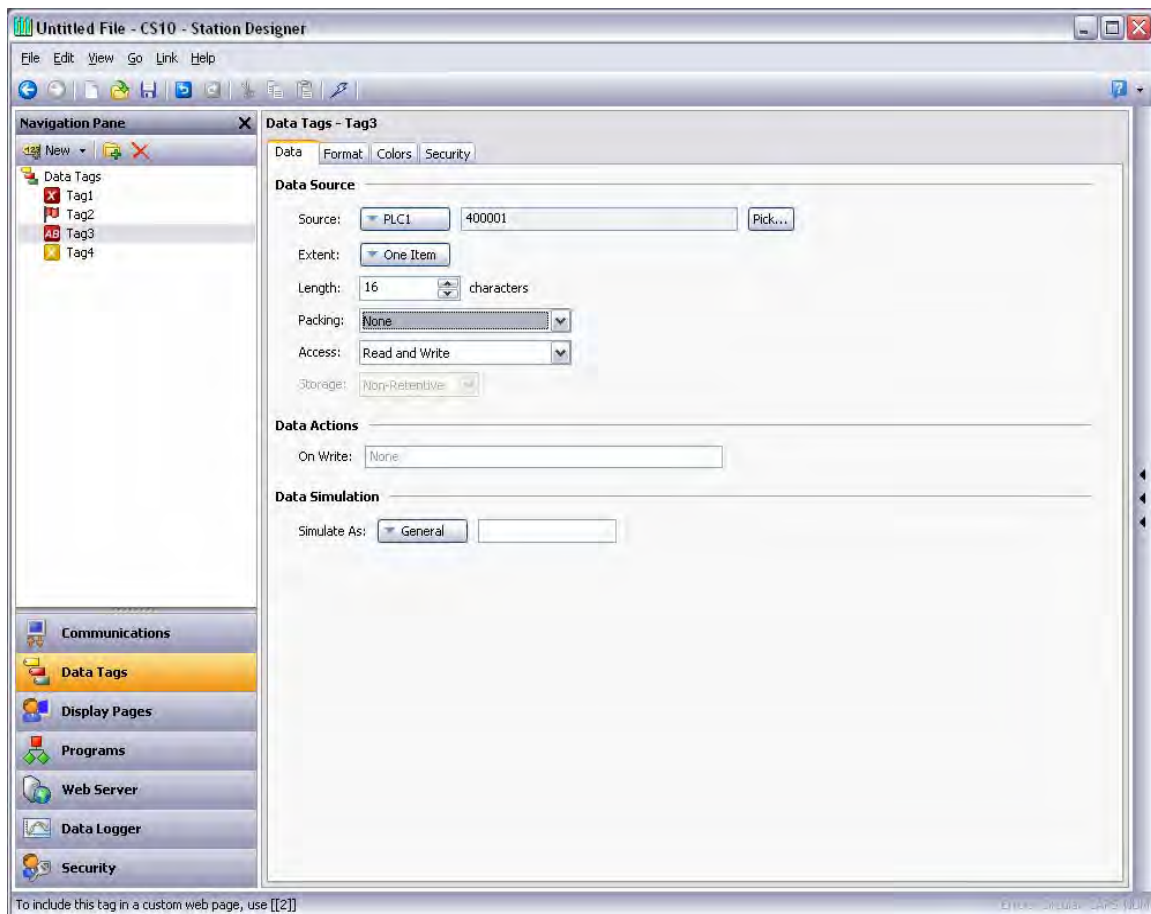 Untitled File - CS10 - Station Designer
File Edit View Go Link Help
Navigation Pane
New
Data Tags
Tag1
Tag2
AB Tag3
Tag4
Communications
Data Tags
Display Pages
Programs
Web Server
Data Logger
Security
Data Tags - Tag3
Data Format Colors Security
Data Source
Source: PLC1 400001 Pick...
Extent: One Item
Length: 16 characters
Packing: None
Access: Read and Write
Storage: Non-Retentive
Data Actions
On Write: None
Data Simulation
Simulate As: General
To include this tag in a custom web page, use [[2]]
CAPS NUM